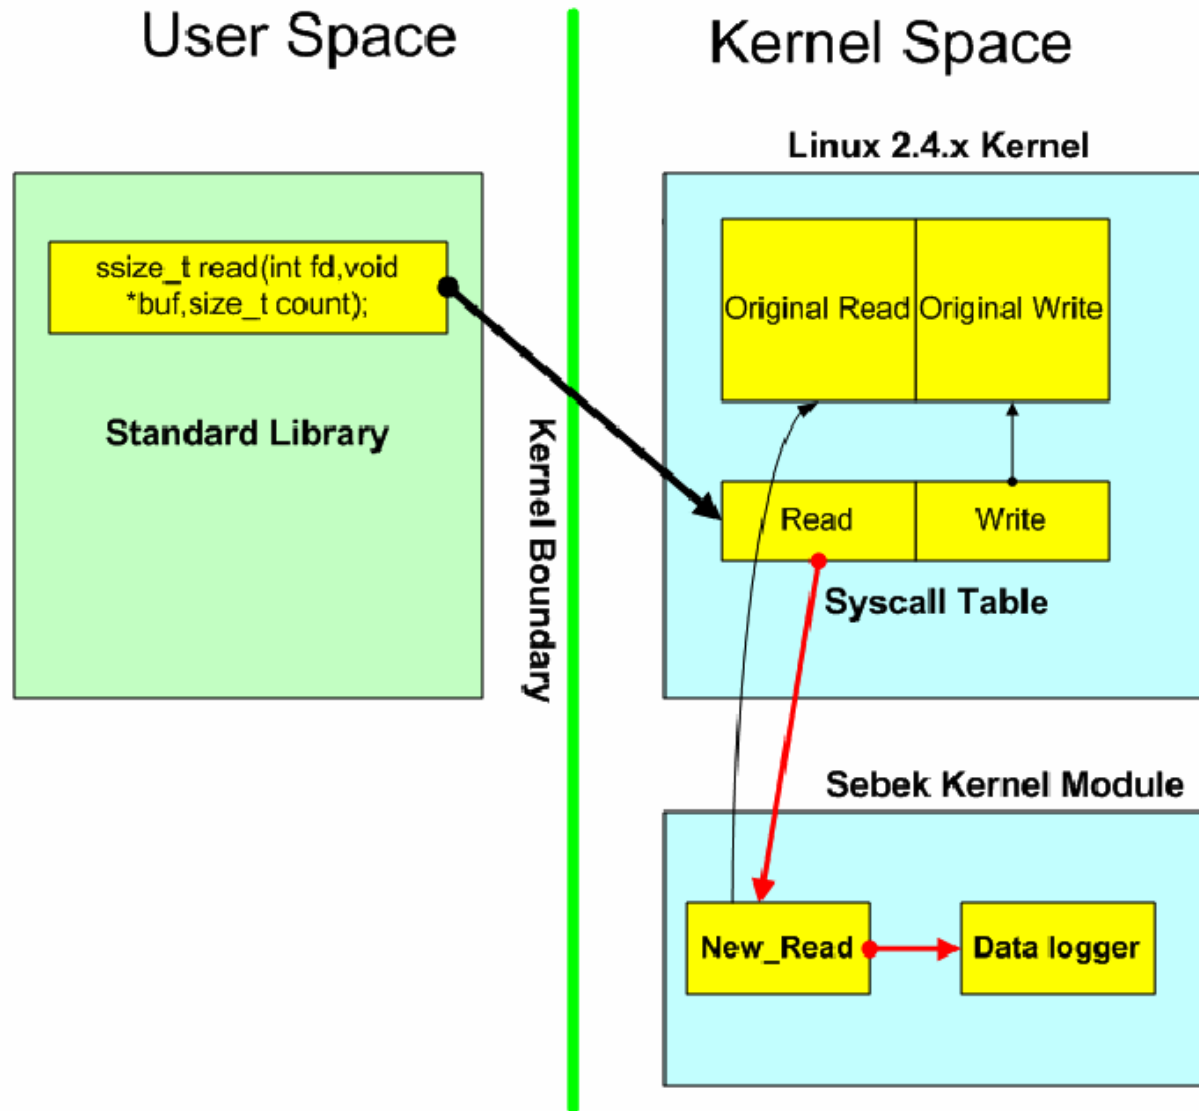 User Space
Kernel Space
Linux 2.4.x Kernel
ssize_t read(int fd,void
*buf,size_t count);
Standard Library
Kernel Boundary
Original Read
Original Write
Read
Write
Syscall Table
Sebek Kernel Module
New_Read
Data logger